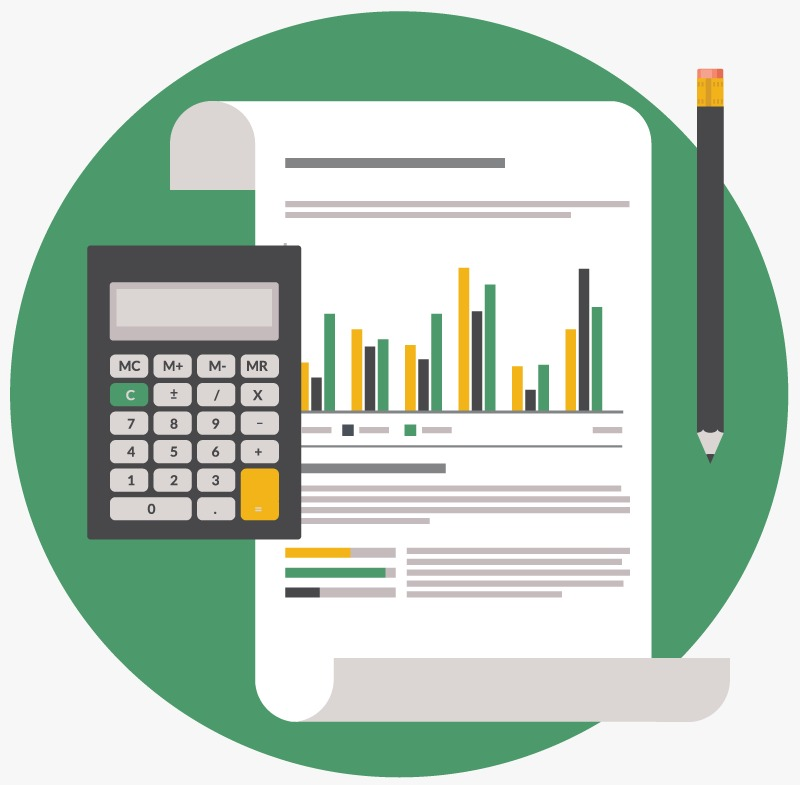 MC M+ M- MR
C ± / X
7 8 9 −
4 5 6 +
1 2 3
0 . =